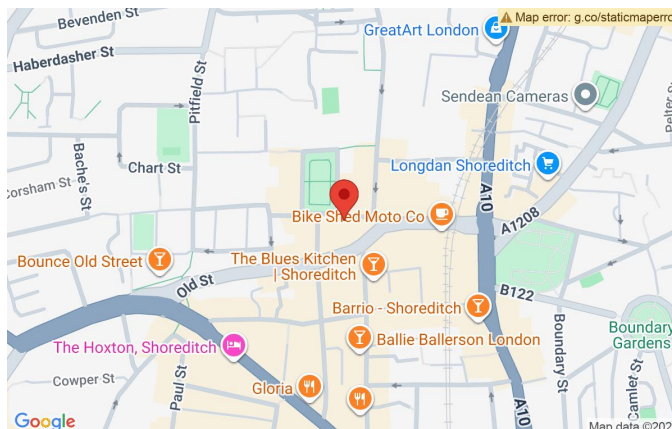 Bevenden St
GreatArt London
⚠ Map error: g.co/staticmaperro
Haberdasher St
Pitfield St
Sendean Cameras
Bache's St
Chart St
Longdan Shoreditch
Corsham St
A10
Bike Shed Moto Co
A1208
Bounce Old Street
The Blues Kitchen
| Shoreditch
Old St
B122
Barrio - Shoreditch
The Hoxton, Shoreditch
Ballie Ballerson London
Boundary St
Boundary
Gardens
Cowper St
Paul St
Gloria
Camlet St
A10
Google
Map data ©202